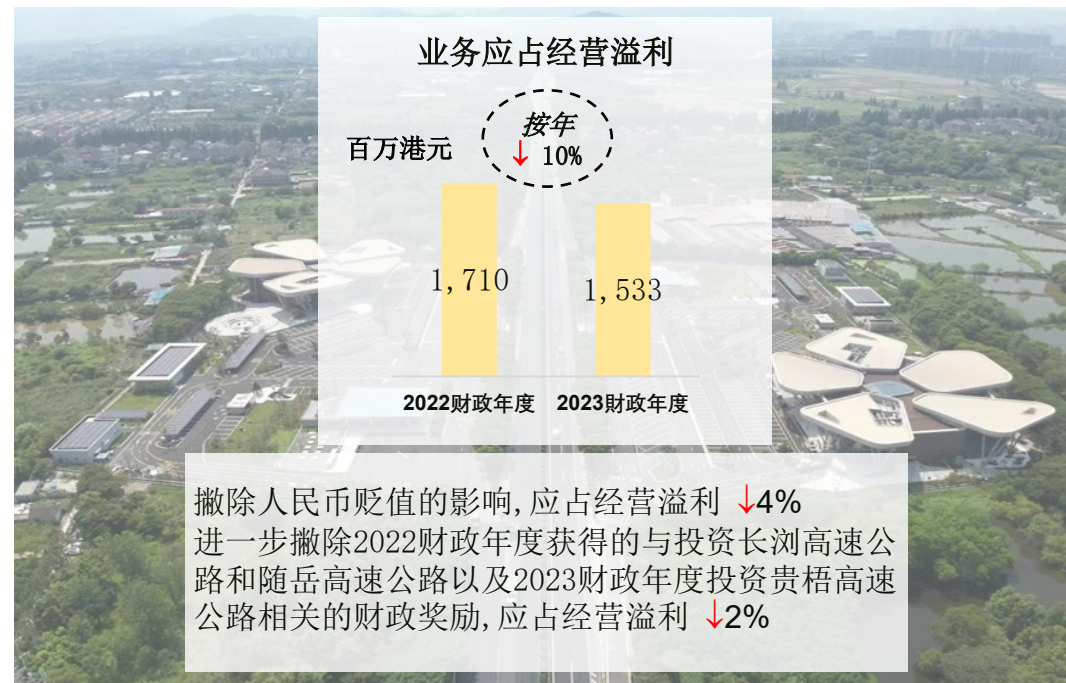 业务应占经营溢利
按年
↓ 10%
百万港元
1,710
1,533
2022财政年度
2023財政年度
撇除人民币贬值的影响,应占经营溢利 ↓4%
进一步撇除2022财政年度获得的与投资长浏高速公
路和随岳高速公路以及2023财政年度投资贵梧高速
公路相关的财政奖励,应占经营溢利 ↓2%